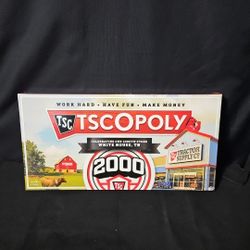 WORK HARD • HAVE FUN • MAKE MONEY
TSC TSCOPOLY
CELEBRATING OUR 2000TH STORE
WHITE HOUSE, TN
2000
TSC
TRACTOR
SUPPLY CO